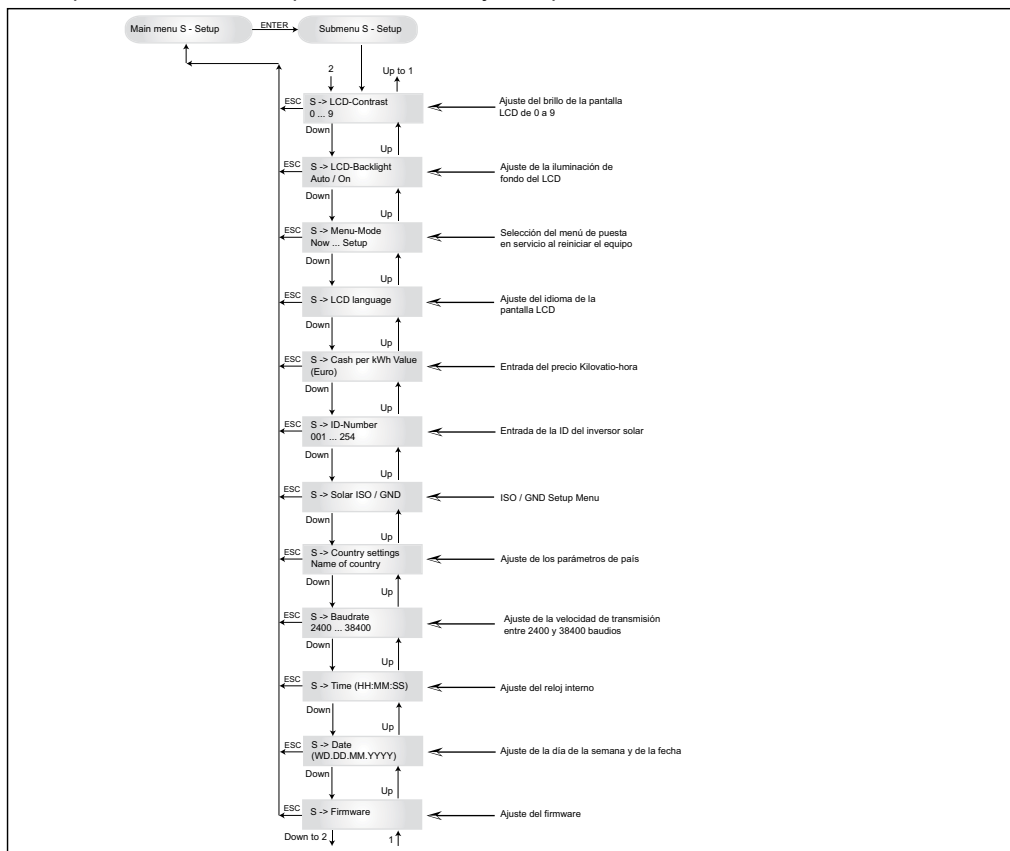 Main menu S - Setup
ENTER
Submenu S - Setup
2
Up to 1
ESC
S -> LCD-Contrast
0 ... 9
Ajuste del brillo de la pantalla
LCD de 0 a 9
Down
Up
ESC
S -> LCD-Backlight
Auto / On
Ajuste de la iluminación de
fondo del LCD
Down
Up
ESC
S -> Menu-Mode
Now ... Setup
Selección del menú de puesta
en servicio al reiniciar el equipo
Down
Up
ESC
S -> LCD language
Ajuste del idioma de la
pantalla LCD
Down
Up
ESC
S -> Cash per kWh Value
(Euro)
Entrada del precio Kilovatio-hora
Down
Up
ESC
S -> ID-Number
001 ... 254
Entrada de la ID del inversor solar
Down
Up
ESC
S -> Solar ISO / GND
ISO / GND Setup Menu
Down
Up
ESC
S -> Country settings
Name of country
Ajuste de los parámetros de país
Down
Up
ESC
S -> Baudrate
2400 ... 38400
Ajuste de la velocidad de transmisión
entre 2400 y 38400 baudios
Down
Up
ESC
S -> Time (HH:MM:SS)
Ajuste del reloj interno
Down
Up
ESC
S -> Date
(WD.DD.MM.YYYY)
Ajuste de la día de la semana y de la fecha
Down
Up
ESC
S -> Firmware
Ajuste del firmware
Down to 2
1